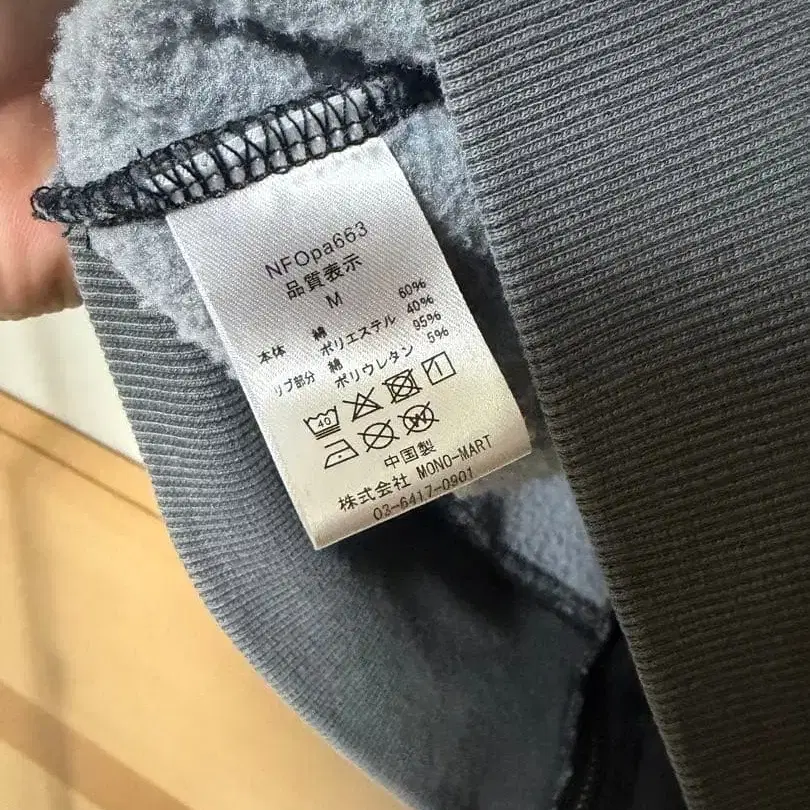 NFOpa663
品質表示
M
本体 綿 60%
ポリエステル 40%
リブ部分 綿 95%
ポリウレタン 5%
40
中国製
株式会社 MONO-MART
03-6417-0901